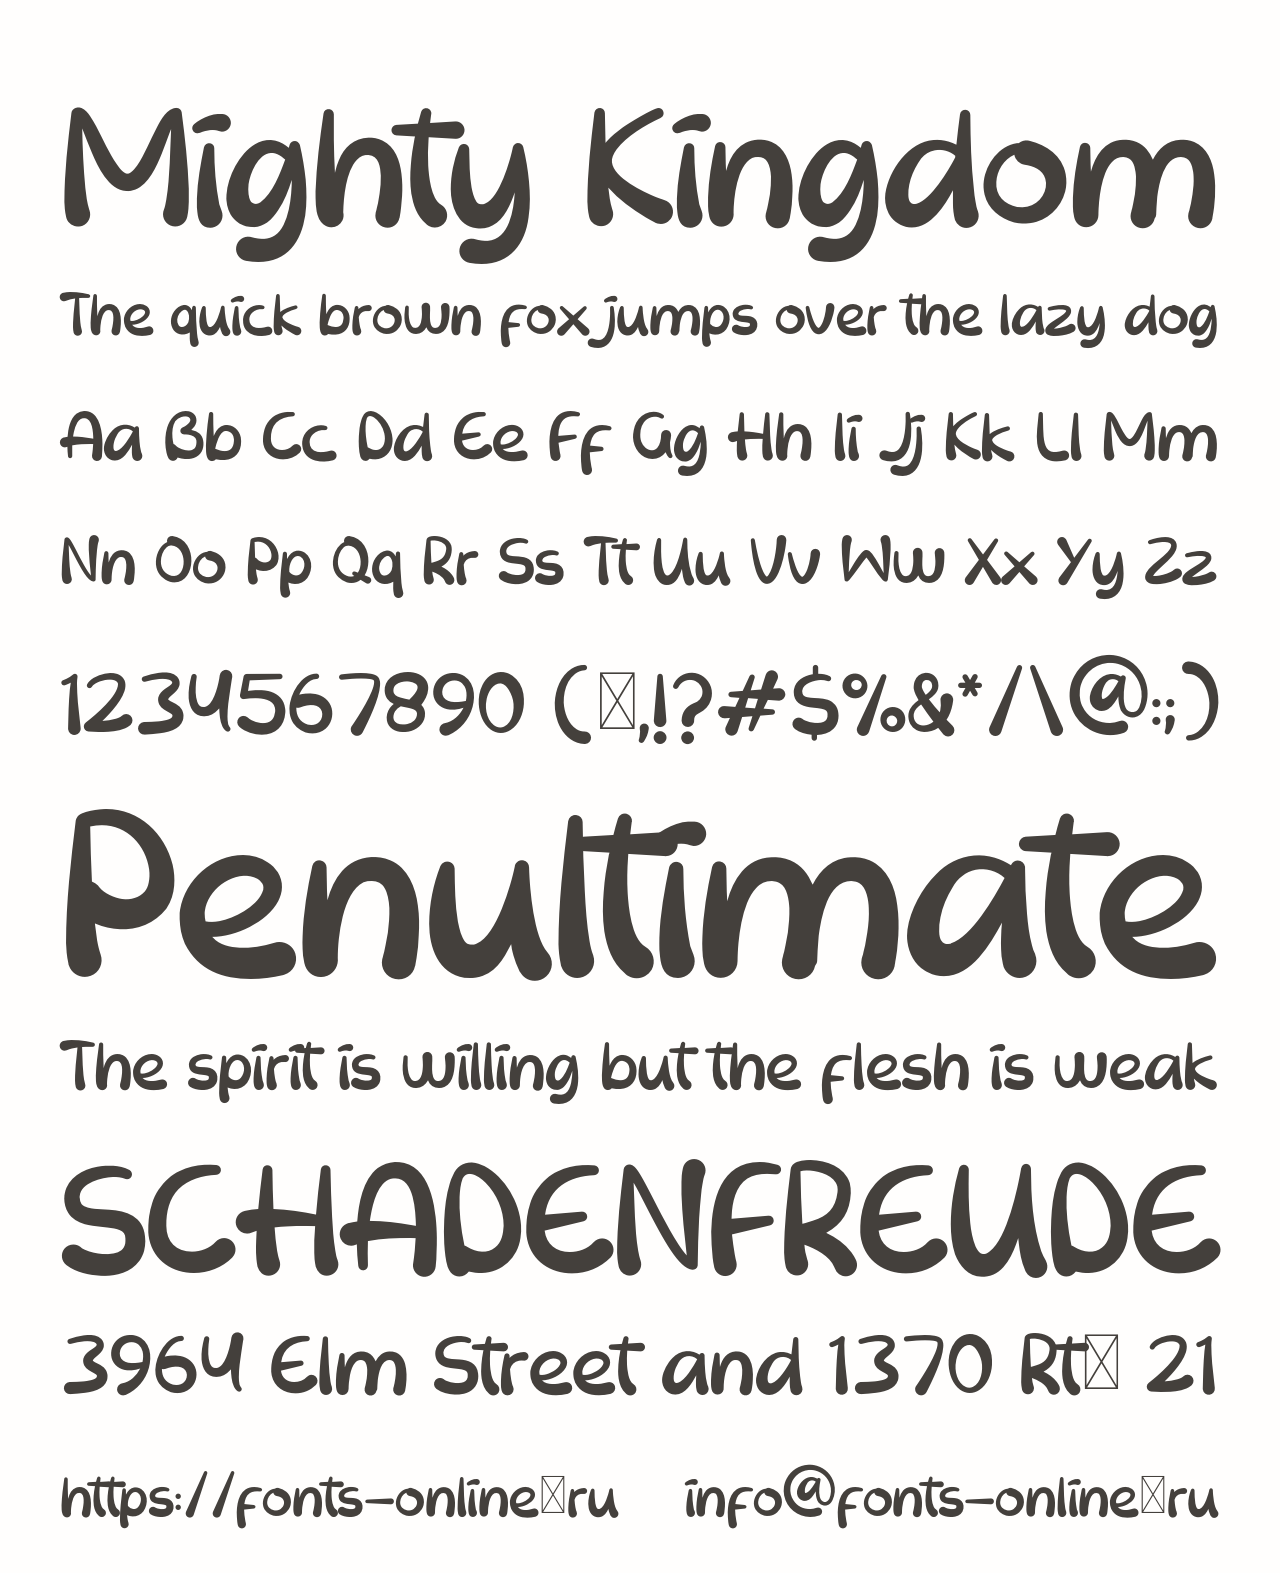 Mighty Kingdom
The quick brown fox jumps over the lazy dog
Aa Bb Cc Dd Ee Ff Gg Hh Ii Jj Kk Ll Mm
Nn Oo Pp Qq Rr Ss Tt Uu Vv Ww Xx Yy Zz
1234567890 (☒,!?#$%&*/\@:;)
Penultimate
The spirit is willing but the flesh is weak
SCHADENFREUDE
3964 Elm Street and 1370 Rt☒ 21
https://fonts-online☒ru info@fonts-online☒ru